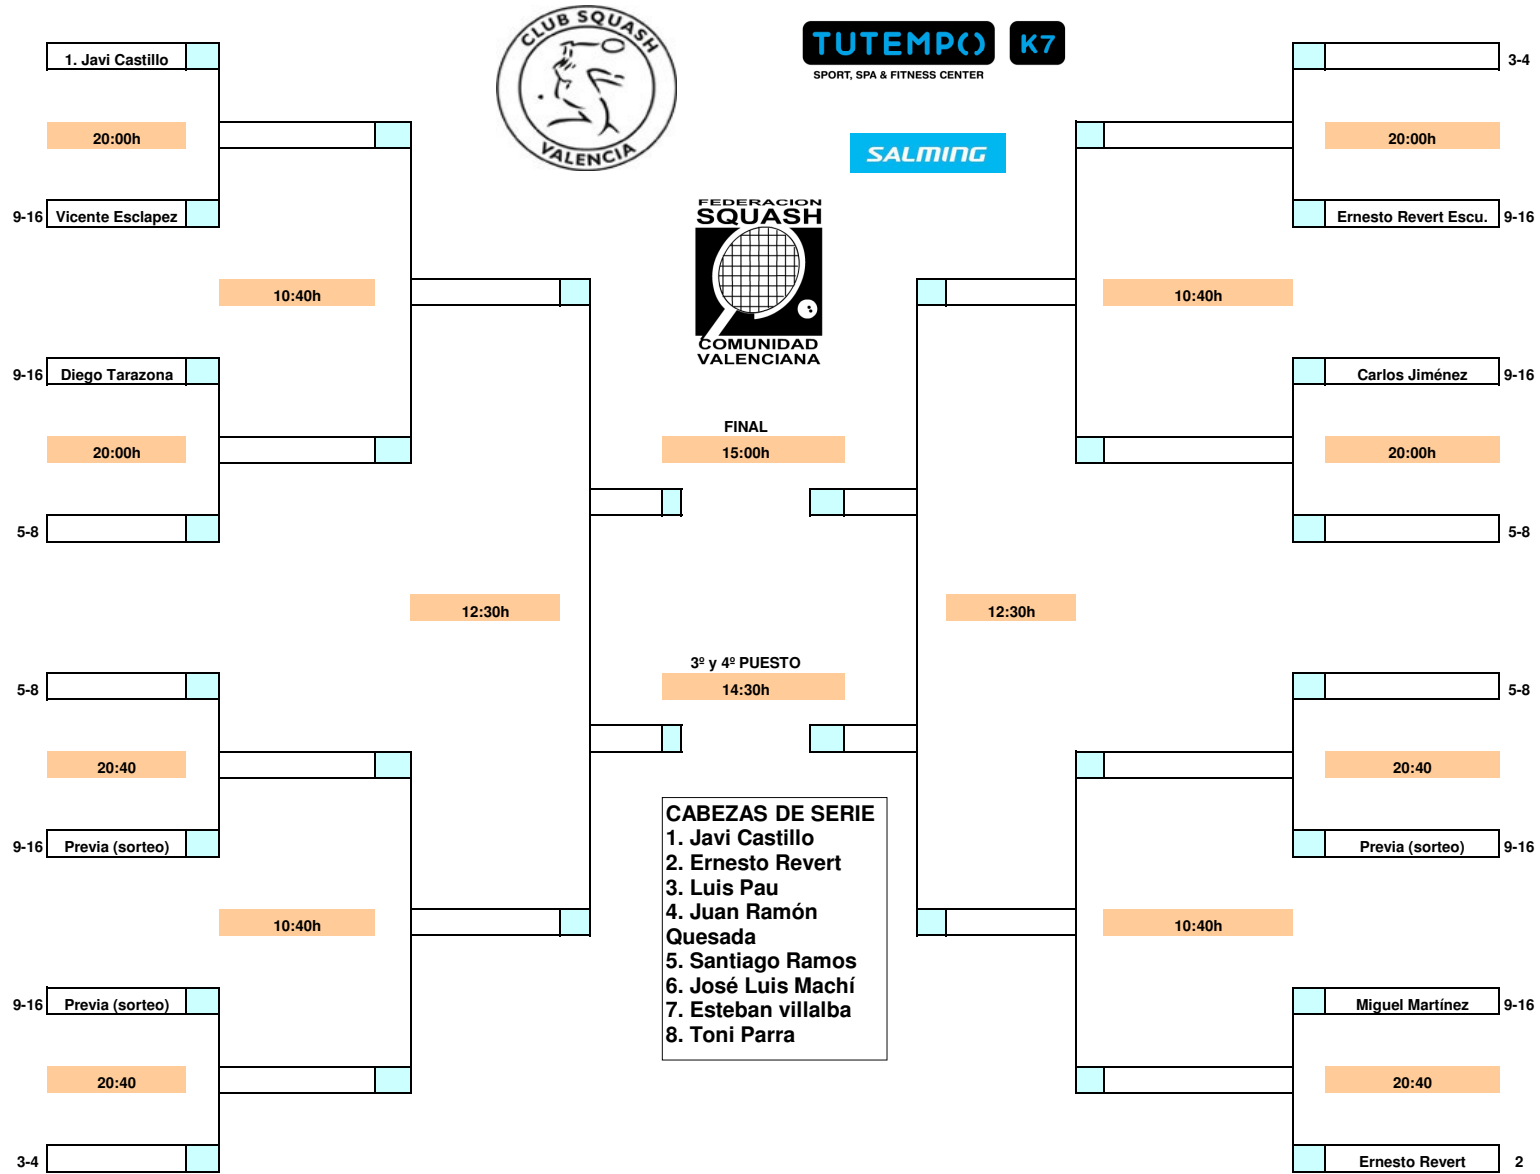 CLUB SQUASH
VALENCIA
TUTEMPO K7
SPORT, SPA & FITNESS CENTER
SALMING
FEDERACION
SQUASH
COMUNIDAD
VALENCIANA
1. Javi Castillo
20:00h
9-16 Vicente Esclapez
10:40h
9-16 Diego Tarazona
20:00h
5-8
12:30h
5-8
20:40
9-16 Previa (sorteo)
10:40h
9-16 Previa (sorteo)
20:40
3-4
FINAL
15:00h
3º y 4º PUESTO
14:30h
CABEZAS DE SERIE
1. Javi Castillo
2. Ernesto Revert
3. Luis Pau
4. Juan Ramón
Quesada
5. Santiago Ramos
6. José Luis Machí
7. Esteban villalba
8. Toni Parra
3-4
20:00h
Ernesto Revert Escu. 9-16
10:40h
Carlos Jiménez 9-16
20:00h
5-8
12:30h
5-8
20:40
Previa (sorteo) 9-16
10:40h
Miguel Martínez 9-16
20:40
Ernesto Revert 2